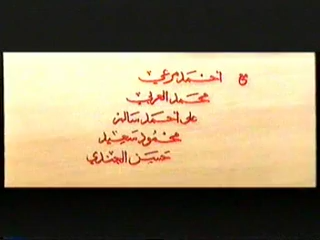 مع أحمد مرعي
محمد العربي
علي أحمد سالم
محمود سعيد
حسين الجندي